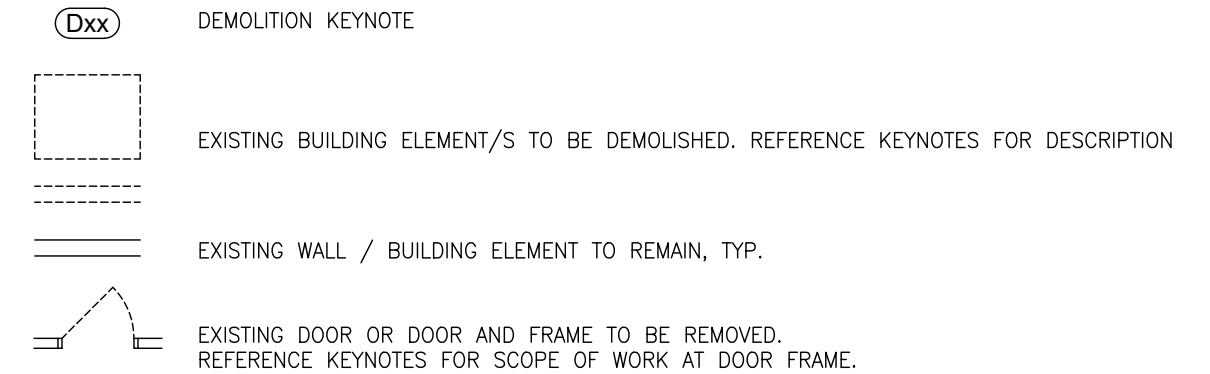 Dxx DEMOLITION KEYNOTE
EXISTING BUILDING ELEMENT/S TO BE DEMOLISHED. REFERENCE KEYNOTES FOR DESCRIPTION
EXISTING WALL / BUILDING ELEMENT TO REMAIN, TYP.
EXISTING DOOR OR DOOR AND FRAME TO BE REMOVED.
REFERENCE KEYNOTES FOR SCOPE OF WORK AT DOOR FRAME.